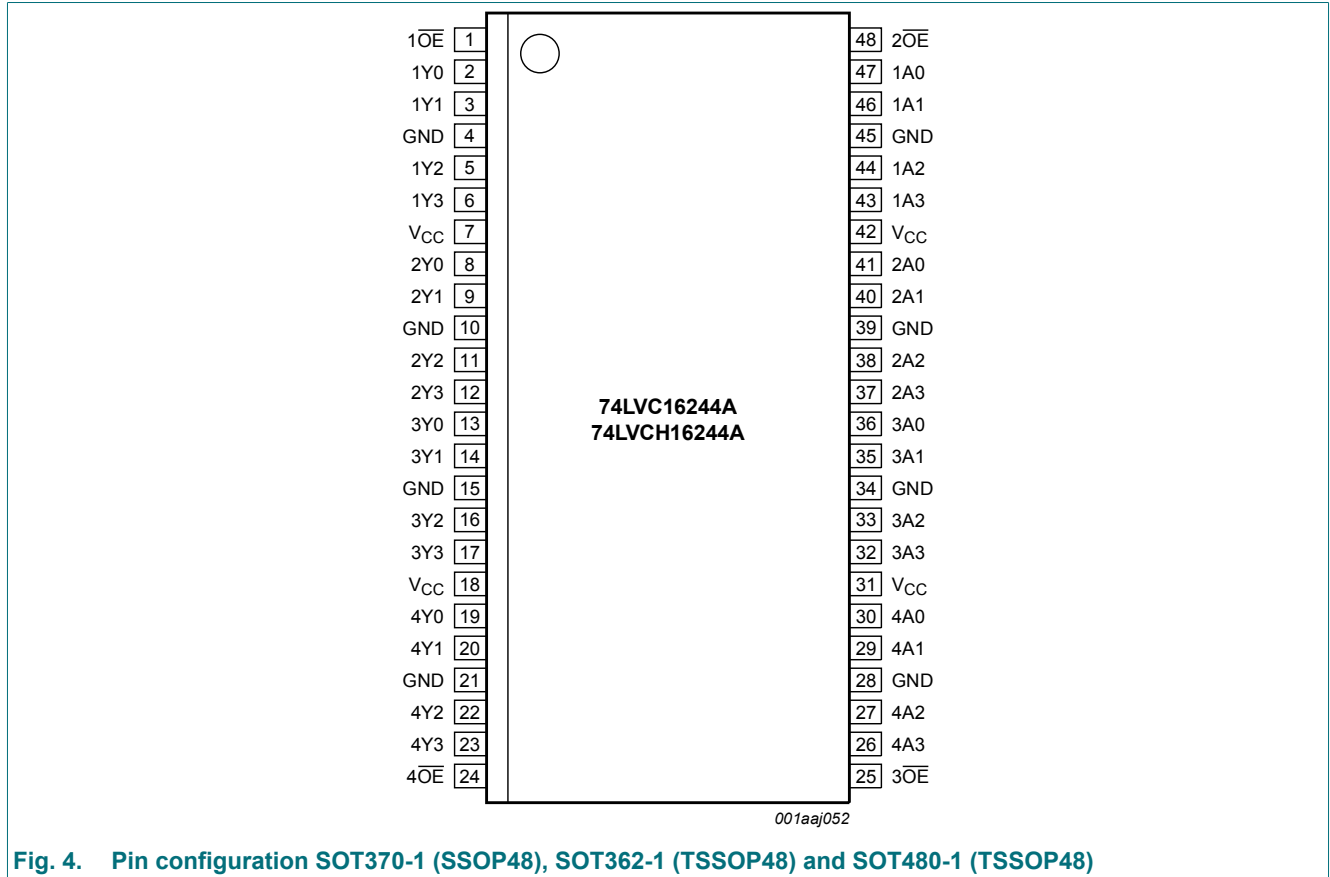 1O̅E̅ 1 48 2O̅E̅
1Y0 2 47 1A0
1Y1 3 46 1A1
GND 4 45 GND
1Y2 5 44 1A2
1Y3 6 43 1A3
VCC 7 42 VCC
2Y0 8 41 2A0
2Y1 9 40 2A1
GND 10 39 GND
2Y2 11 38 2A2
2Y3 12 37 2A3
74LVC16244A
3Y0 13 36 3A0
74LVCH16244A
3Y1 14 35 3A1
GND 15 34 GND
3Y2 16 33 3A2
3Y3 17 32 3A3
VCC 18 31 VCC
4Y0 19 30 4A0
4Y1 20 29 4A1
GND 21 28 GND
4Y2 22 27 4A2
4Y3 23 26 4A3
4O̅E̅ 24 25 3O̅E̅
001aaj052
Fig. 4. Pin configuration SOT370-1 (SSOP48), SOT362-1 (TSSOP48) and SOT480-1 (TSSOP48)